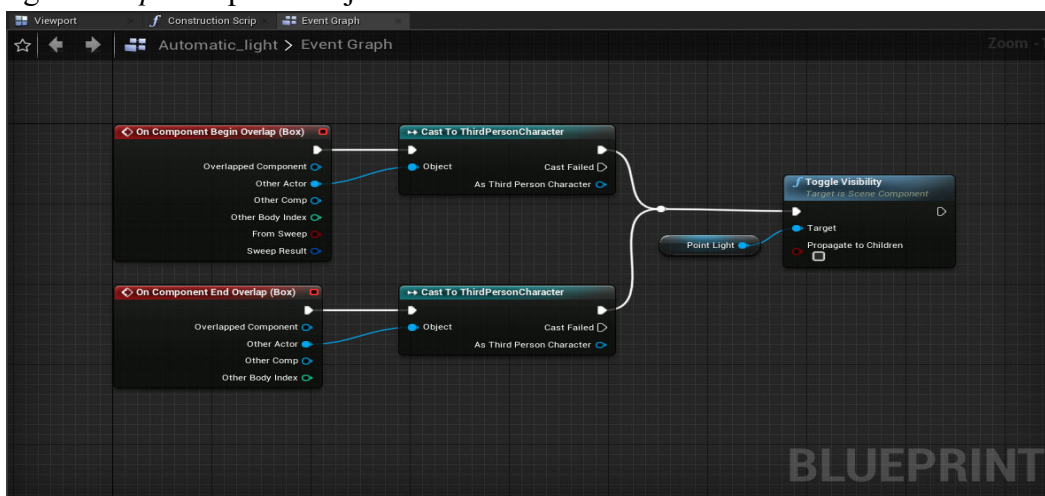 Viewport
Construction Scrip
Event Graph
Automatic_light > Event Graph
Zoom
On Component Begin Overlap (Box)
Overlapped Component
Other Actor
Other Comp
Other Body Index
From Sweep
Sweep Result
Cast To ThirdPersonCharacter
Object
Cast Failed
As Third Person Character
Toggle Visibility
Target is Scene Component
Target
Propagate to Children
Point Light
On Component End Overlap (Box)
Overlapped Component
Other Actor
Other Comp
Other Body Index
Cast To ThirdPersonCharacter
Object
Cast Failed
As Third Person Character
BLUEPRINT